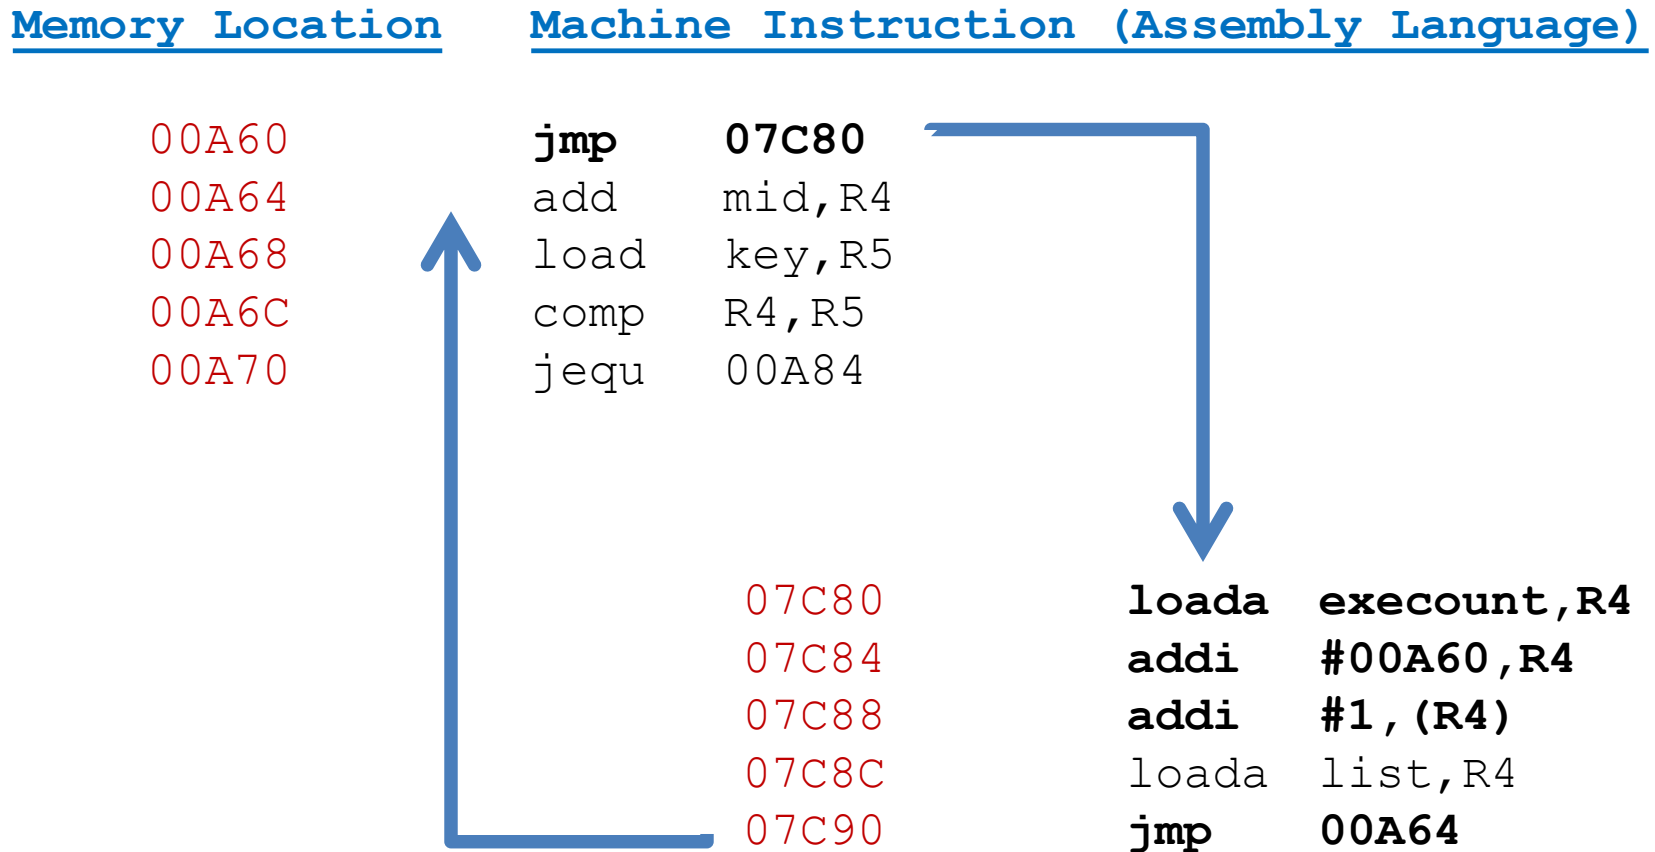 Memory Location Machine Instruction (Assembly Language)
00A60 jmp 07C80
00A64 add mid,R4
00A68 load key,R5
00A6C comp R4,R5
00A70 jequ 00A84
07C80 loada execount,R4
07C84 addi #00A60,R4
07C88 addi #1,(R4)
07C8C loada list,R4
07C90 jmp 00A64